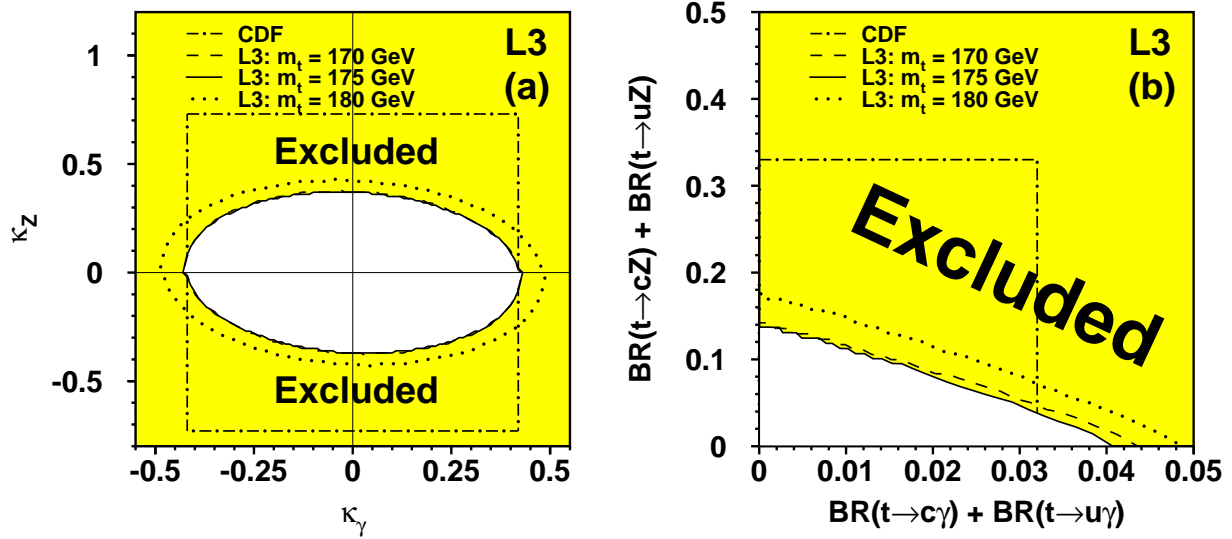 CDF
L3: m_t = 170 GeV
L3: m_t = 175 GeV
L3: m_t = 180 GeV
L3
(a)
Excluded
Excluded
1
0.5
0
-0.5
κ_Z
-0.5
-0.25
0
0.25
0.5
κ_γ
CDF
L3: m_t = 170 GeV
L3: m_t = 175 GeV
L3: m_t = 180 GeV
L3
(b)
Excluded
0.5
0.4
0.3
0.2
0.1
0
BR(t→cZ) + BR(t→uZ)
0
0.01
0.02
0.03
0.04
0.05
BR(t→cγ) + BR(t→uγ)